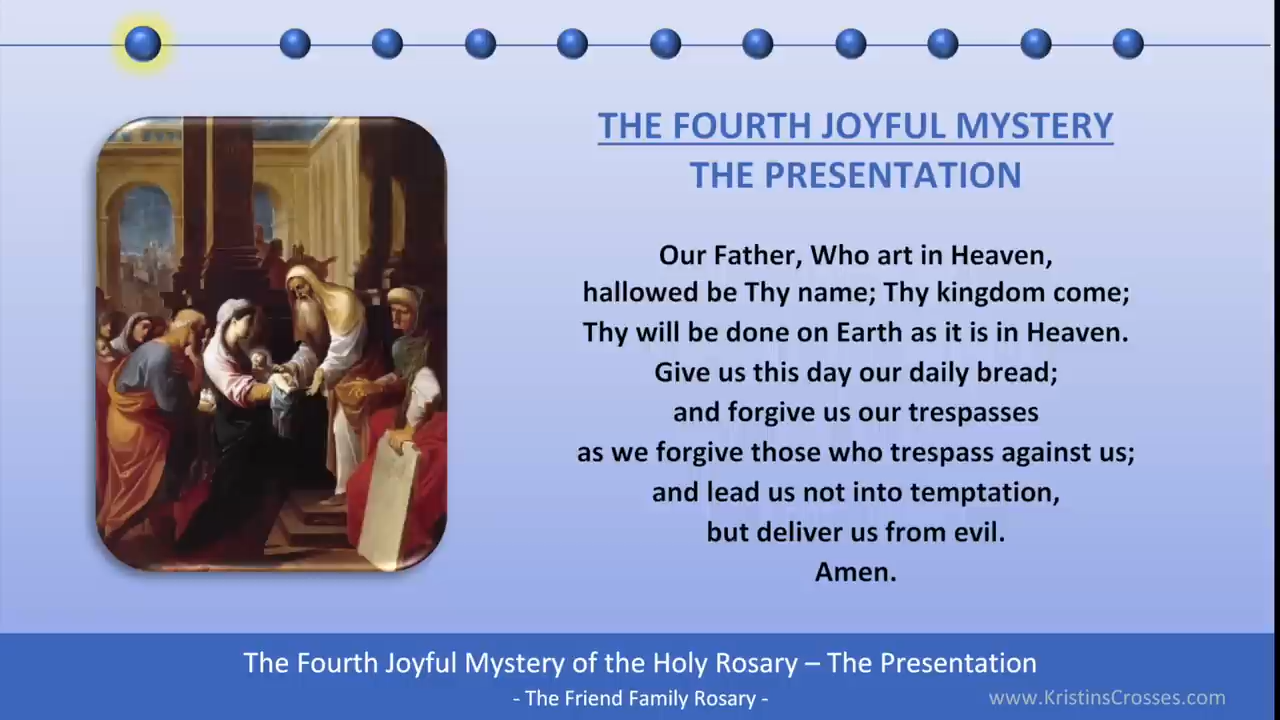 THE FOURTH JOYFUL MYSTERY
THE PRESENTATION
Our Father, Who art in Heaven,
hallowed be Thy name; Thy kingdom come;
Thy will be done on Earth as it is in Heaven.
Give us this day our daily bread;
and forgive us our trespasses
as we forgive those who trespass against us;
and lead us not into temptation,
but deliver us from evil.
Amen.
The Fourth Joyful Mystery of the Holy Rosary – The Presentation
- The Friend Family Rosary -
www.KristinsCrosses.com